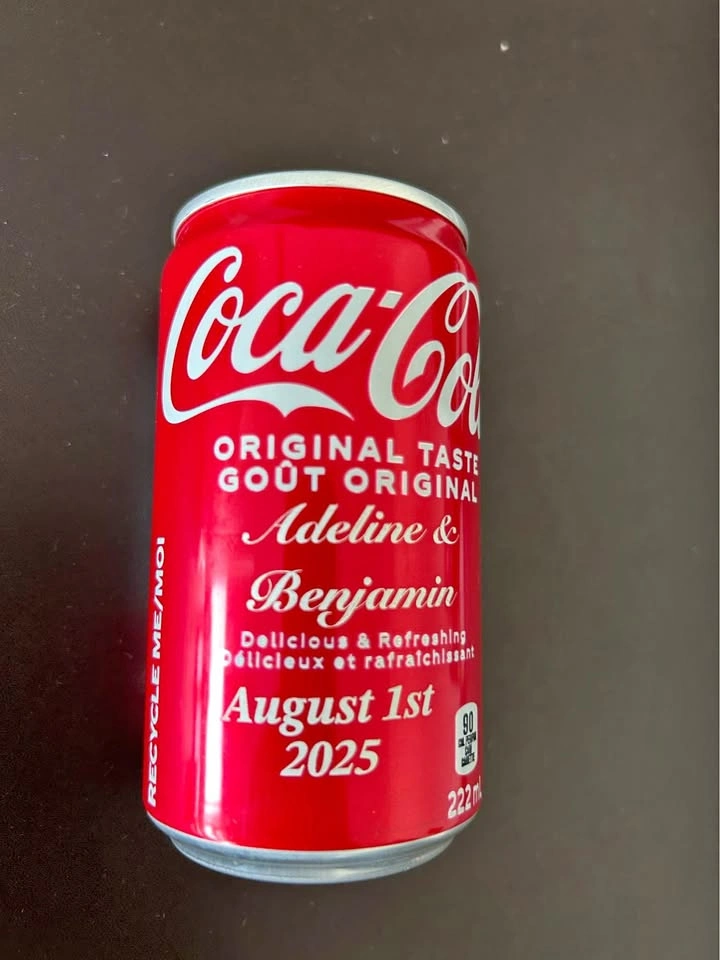 Coca-Col
ORIGINAL TASTE
GOÛT ORIGINAL
Adeline &
Benjamin
Delicious & Refreshing
Délicieux et rafraîchissant
August 1st
2025
RECYCLE ME/MOI
90
222 mL